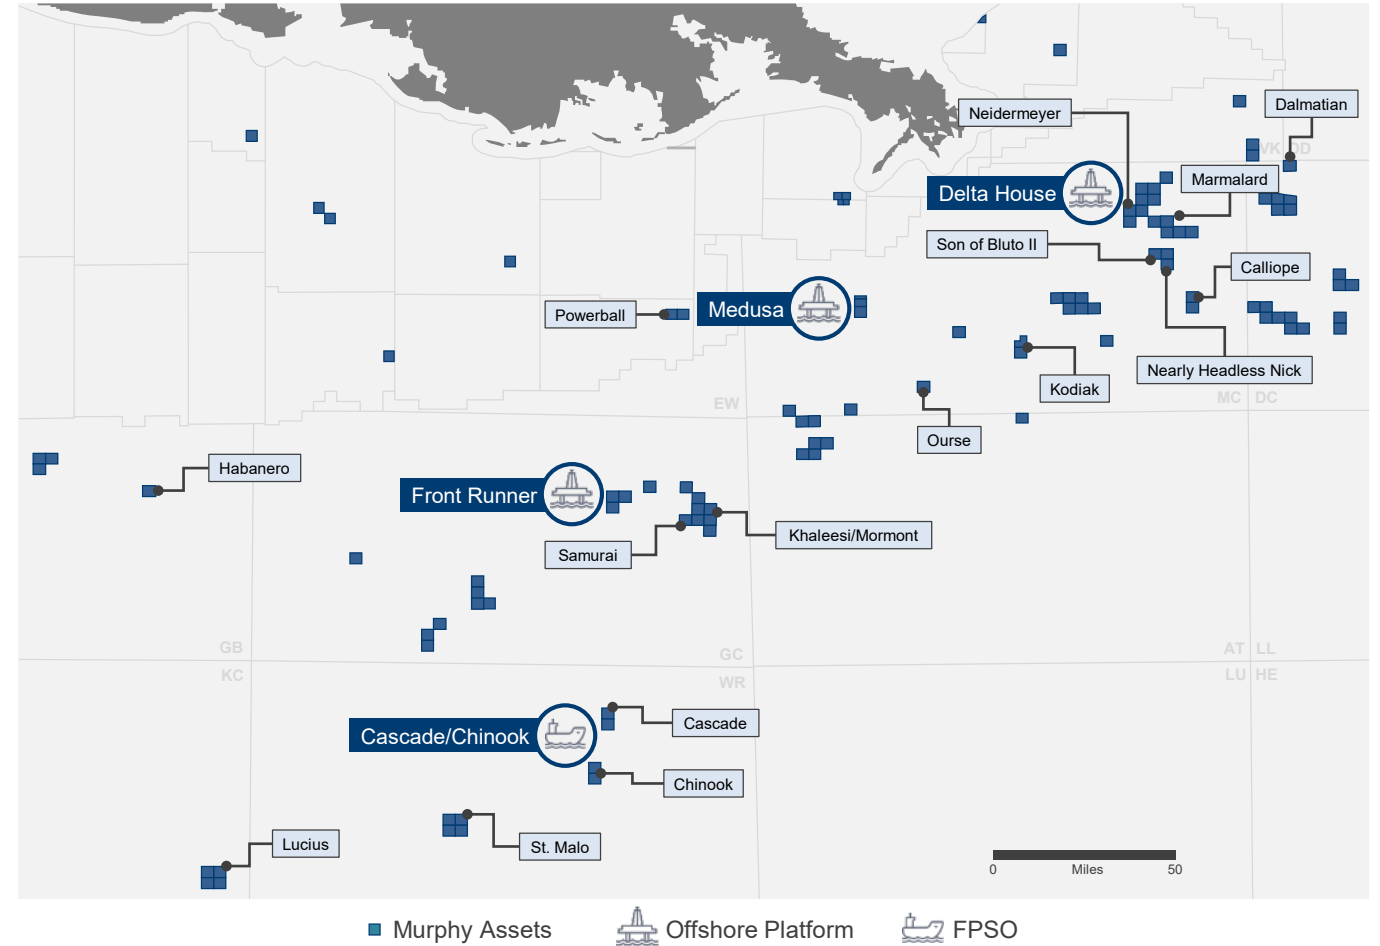 Neidermeyer
Dalmatian
VK DD
Marmalard
Delta House
Son of Bluto II
Calliope
Powerball
Medusa
Nearly Headless Nick
Kodiak
EW
MC DC
Ourse
Habanero
Front Runner
Khaleesi/Mormont
Samurai
GB
KC
GC
WR
AT LL
LU HE
Cascade
Cascade/Chinook
Chinook
Lucius
St. Malo
0 Miles 50
Murphy Assets Offshore Platform FPSO